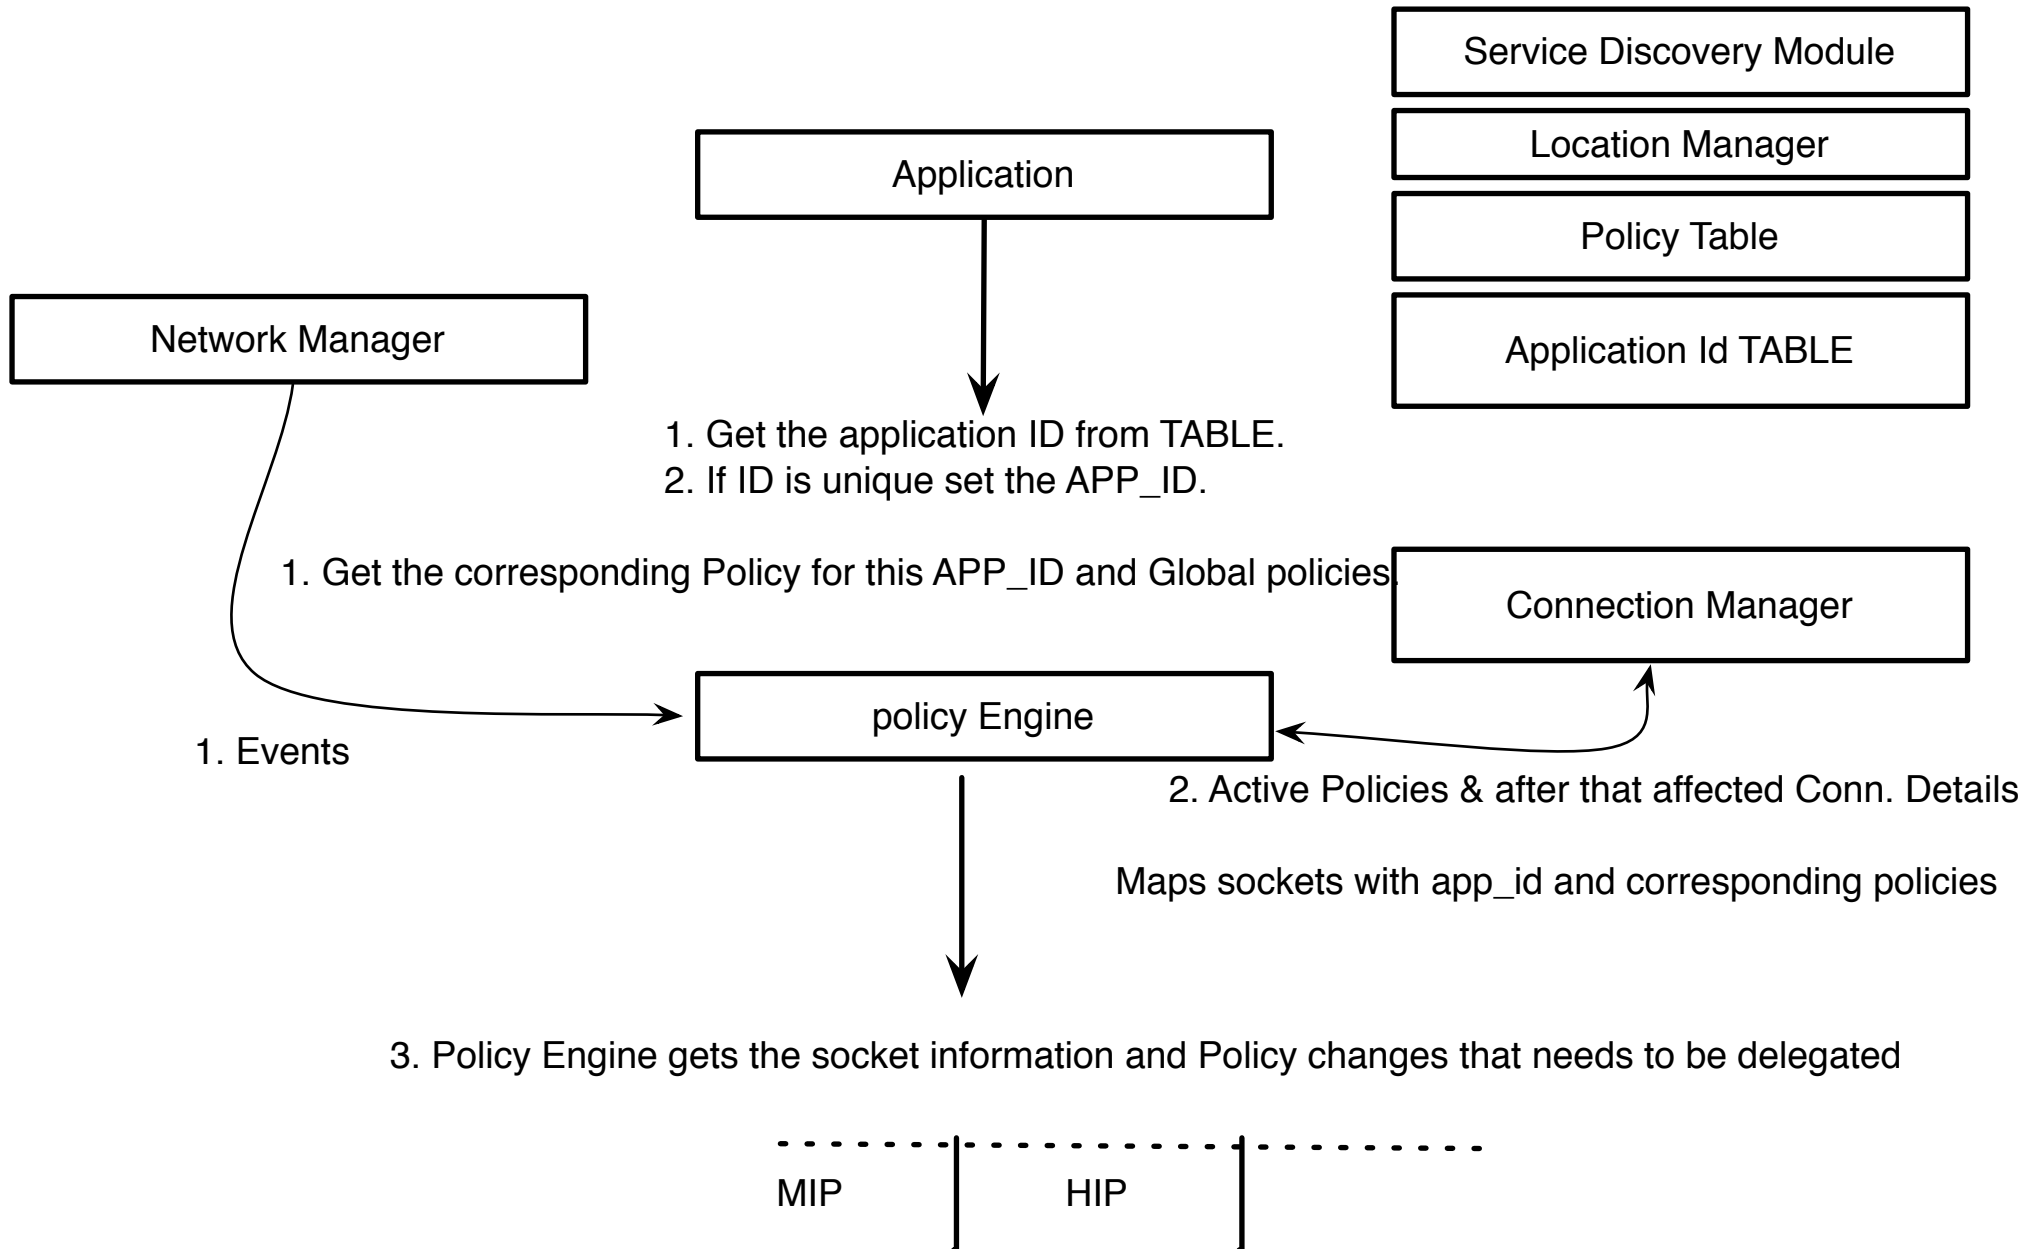 Service Discovery Module
Location Manager
Application
Policy Table
Network Manager
Application Id TABLE
1. Get the application ID from TABLE.
2. If ID is unique set the APP_ID.
1. Get the corresponding Policy for this APP_ID and Global policies.
Connection Manager
policy Engine
1. Events
2. Active Policies & after that affected Conn. Details
Maps sockets with app_id and corresponding policies
3. Policy Engine gets the socket information and Policy changes that needs to be delegated
MIP
HIP